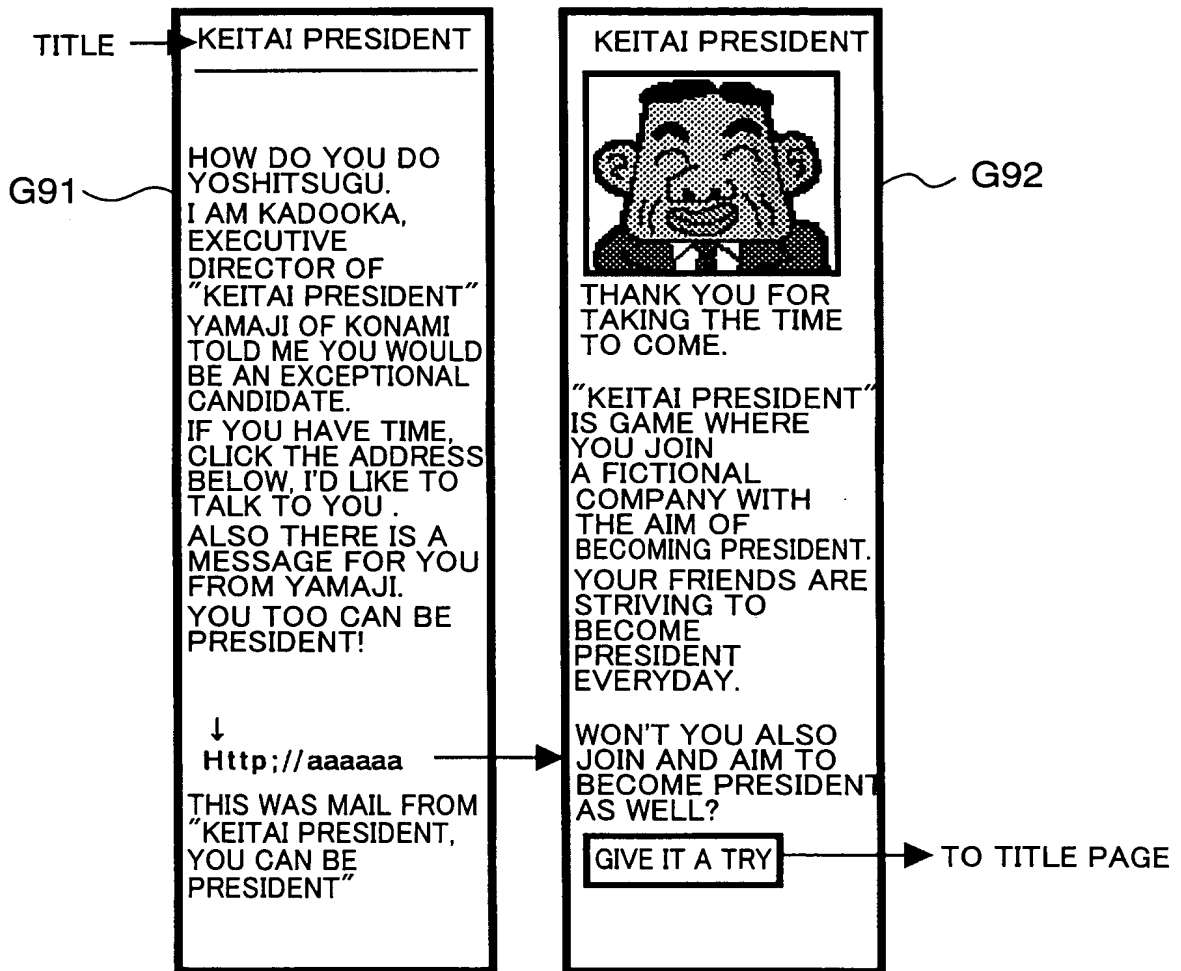 TITLE
KEITAI PRESIDENT
G91
HOW DO YOU DO
YOSHITSUGU.
I AM KADOOKA,
EXECUTIVE
DIRECTOR OF
"KEITAI PRESIDENT"
YAMAJI OF KONAMI
TOLD ME YOU WOULD
BE AN EXCEPTIONAL
CANDIDATE.
IF YOU HAVE TIME,
CLICK THE ADDRESS
BELOW, I'D LIKE TO
TALK TO YOU .
ALSO THERE IS A
MESSAGE FOR YOU
FROM YAMAJI.
YOU TOO CAN BE
PRESIDENT!
↓
Http;//aaaaaa
THIS WAS MAIL FROM
"KEITAI PRESIDENT,
YOU CAN BE
PRESIDENT"
KEITAI PRESIDENT
G92
THANK YOU FOR
TAKING THE TIME
TO COME.
"KEITAI PRESIDENT"
IS GAME WHERE
YOU JOIN
A FICTIONAL
COMPANY WITH
THE AIM OF
BECOMING PRESIDENT.
YOUR FRIENDS ARE
STRIVING TO
BECOME
PRESIDENT
EVERYDAY.
WON'T YOU ALSO
JOIN AND AIM TO
BECOME PRESIDENT
AS WELL?
GIVE IT A TRY
TO TITLE PAGE